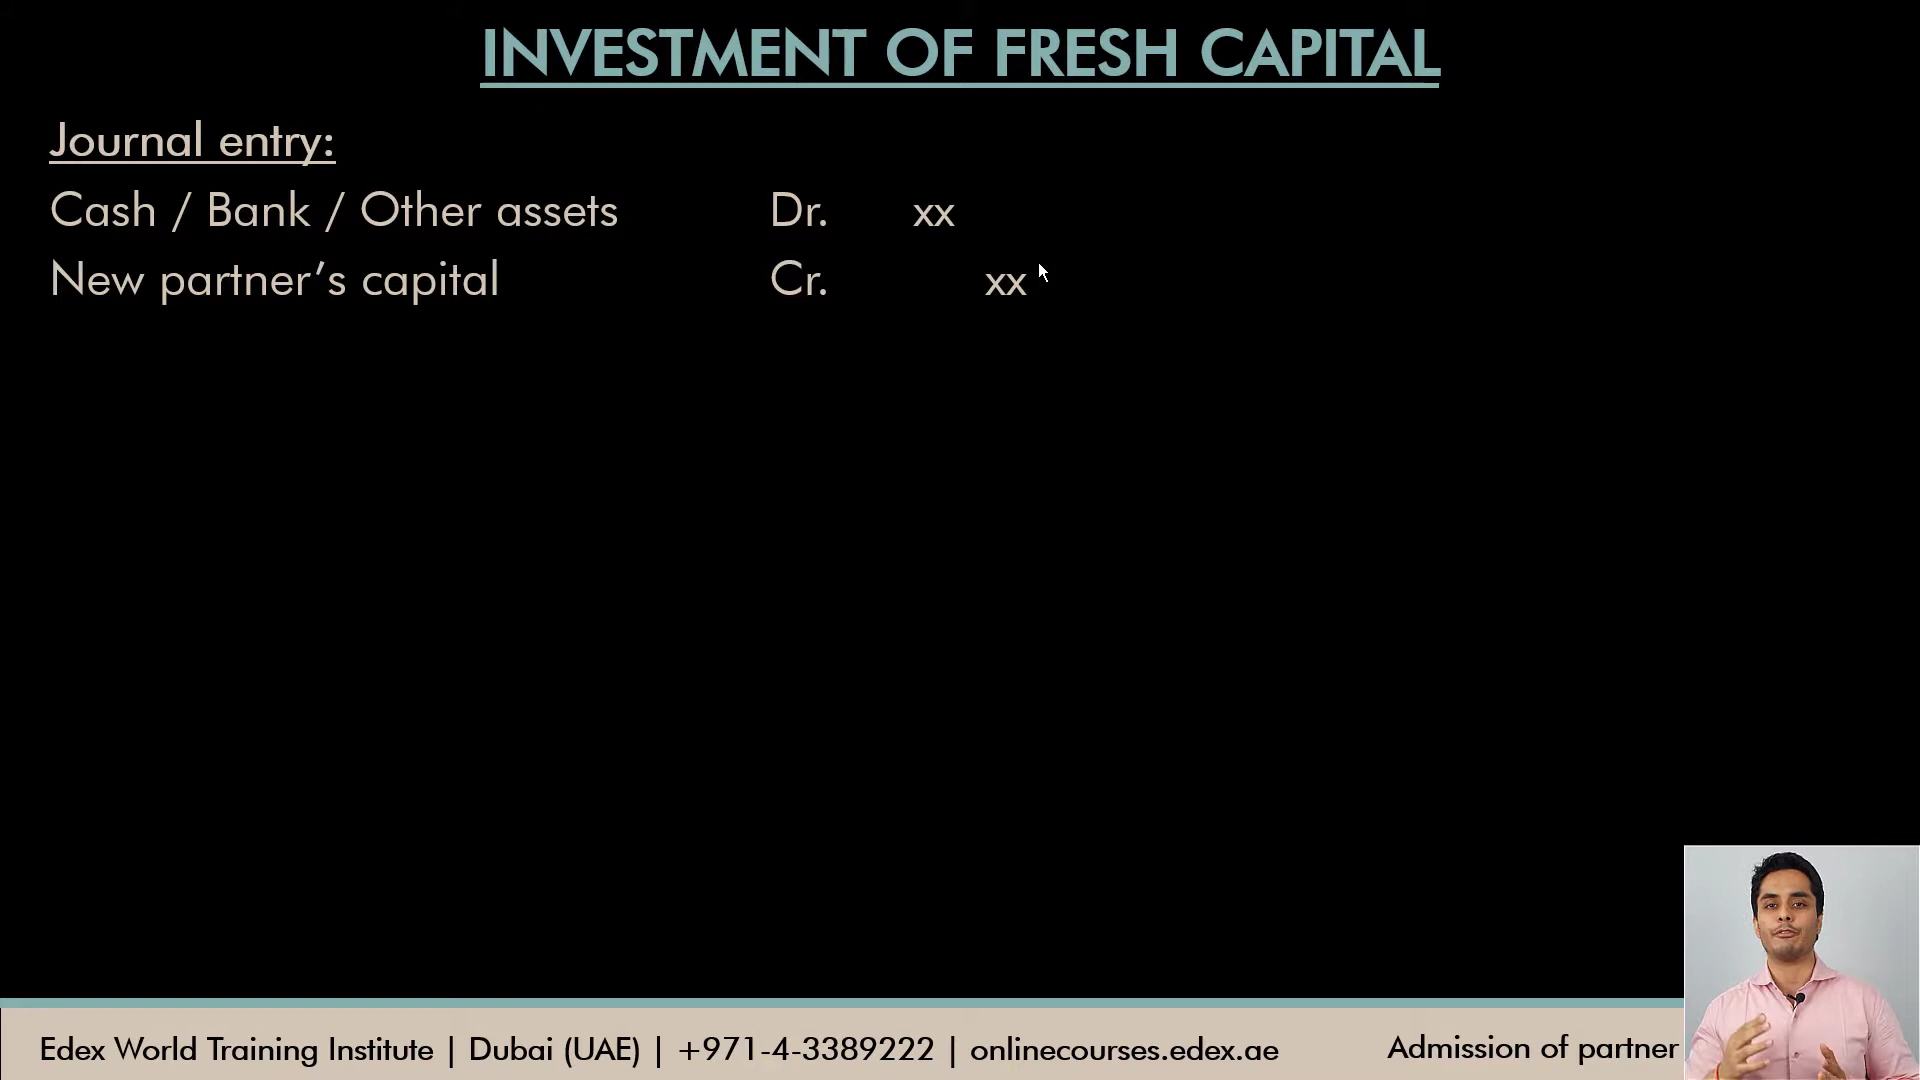 INVESTMENT OF FRESH CAPITAL
Journal entry:
Cash / Bank / Other assets Dr. xx
New partner’s capital Cr. xx
Edex World Training Institute | Dubai (UAE) | +971-4-3389222 | onlinecourses.edex.ae Admission of partner